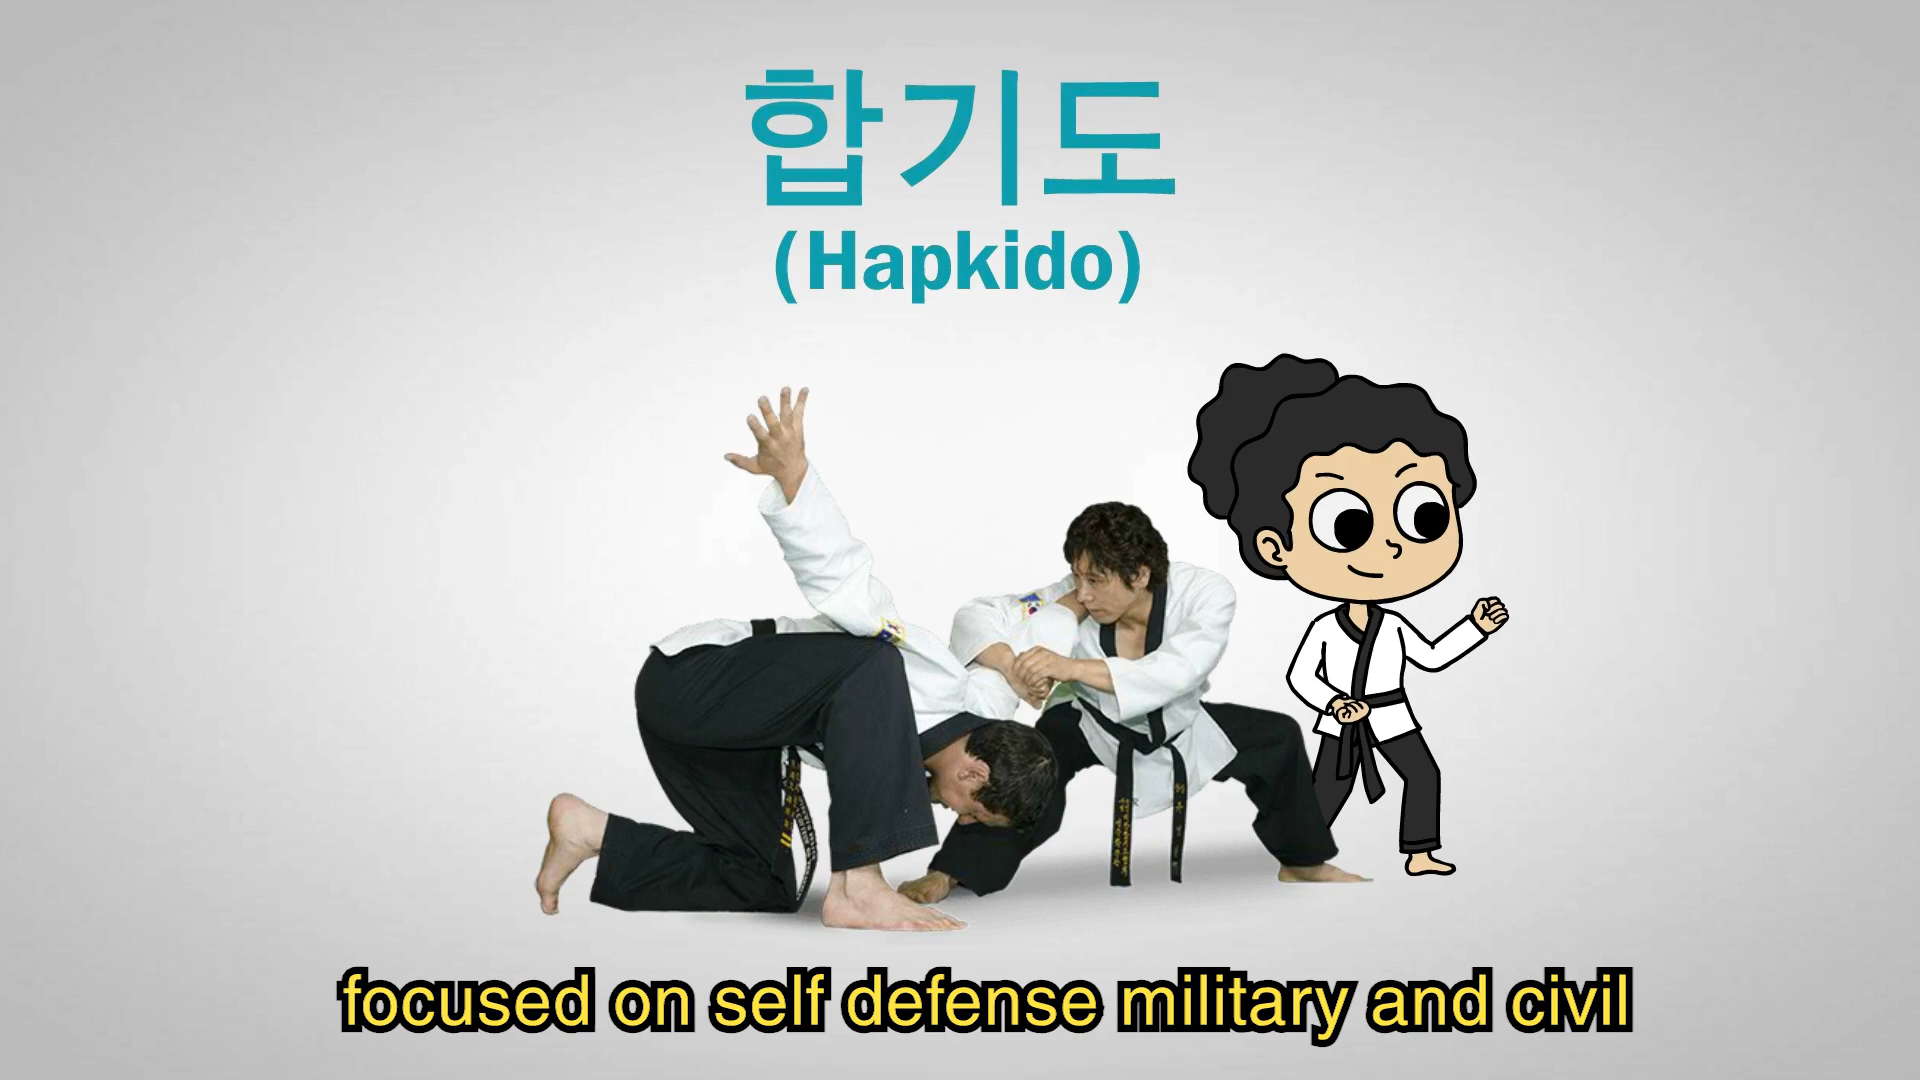 합기도
(Hapkido)
focused on self defense military and civil